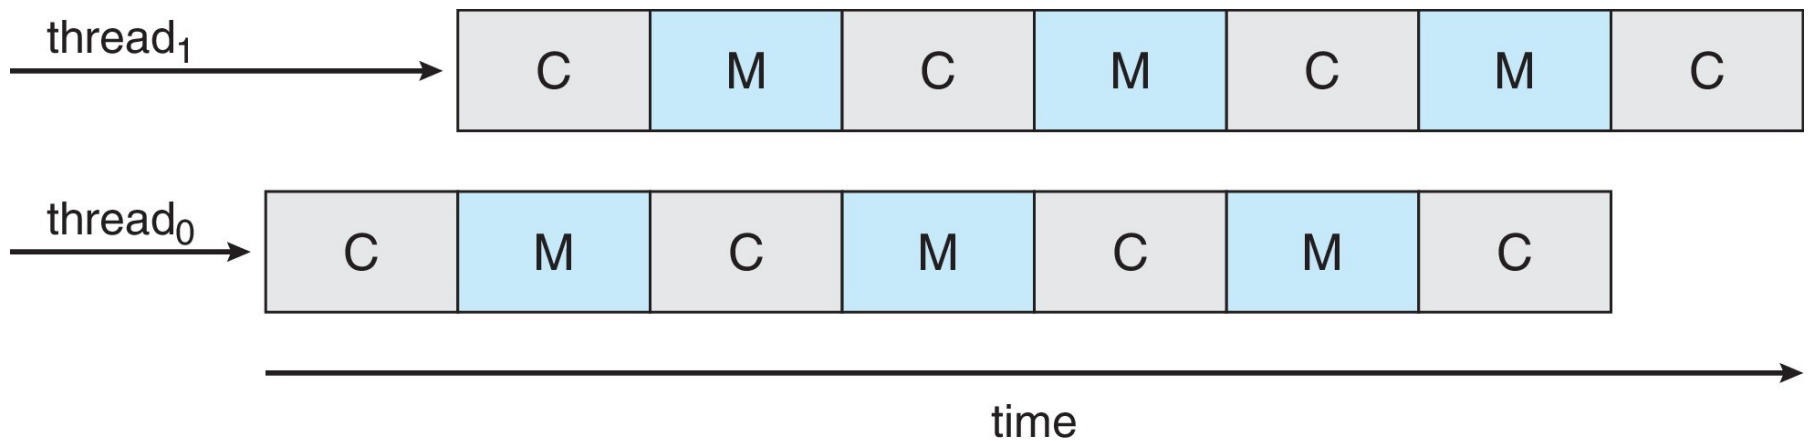 thread₁ C M C M C M C
thread₀ C M C M C M C
time